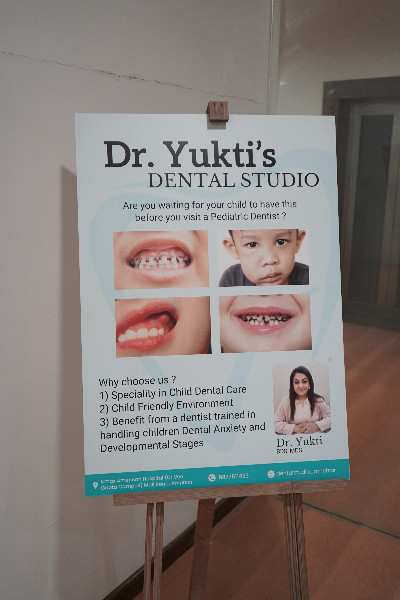 Dr. Yukti's
DENTAL STUDIO
Are you waiting for your child to have this
before you visit a Pediatric Dentist ?
Why choose us ?
1) Speciality in Child Dental Care
2) Child Friendly Environment
3) Benefit from a dentist trained in
handling children Dental Anxiety and
Developmental Stages
Dr. Yukti
BDS, MDS